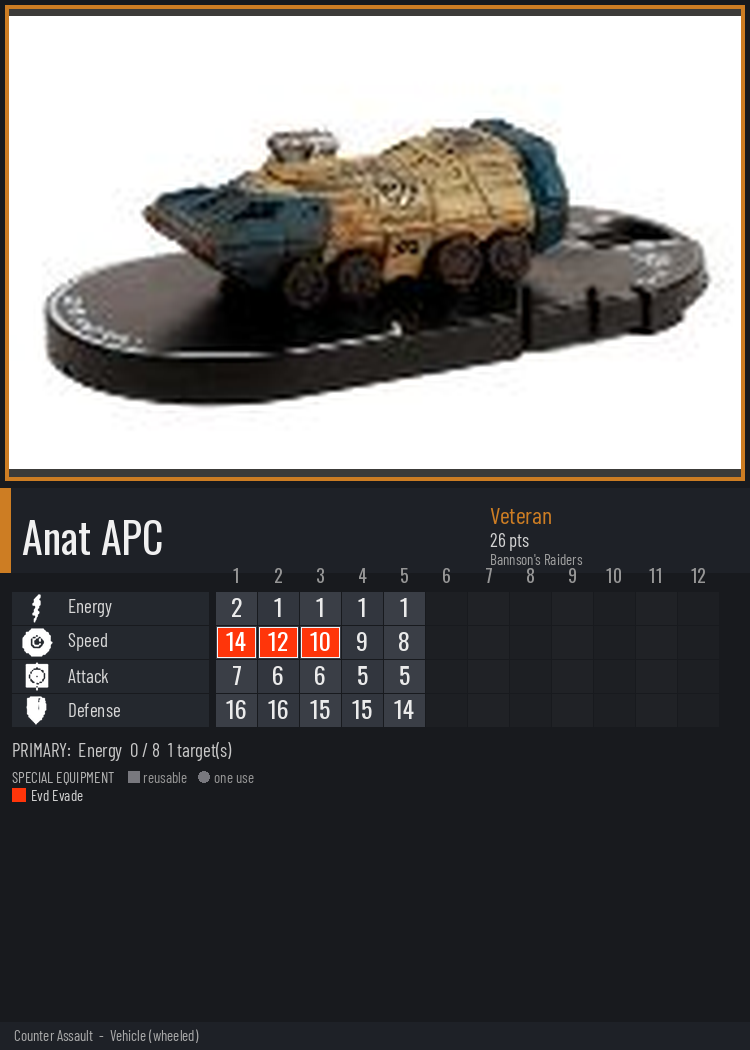 Anat APC
Veteran
26 pts
Bannson's Raiders
1 2 3 4 5 6 7 8 9 10 11 12
Energy 2 1 1 1 1
Speed 14 12 10 9 8
Attack 7 6 6 5 5
Defense 16 16 15 15 14
PRIMARY: Energy 0 / 8 1 target(s)
SPECIAL EQUIPMENT reusable one use
Evd Evade
Counter Assault - Vehicle (wheeled)